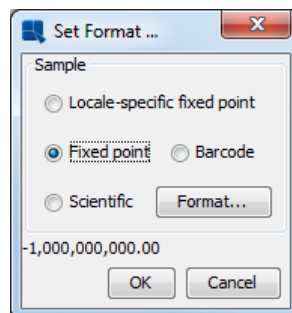 Set Format ...
Sample
Locale-specific fixed point
Fixed point Barcode
Scientific Format...
-1,000,000,000.00
OK Cancel